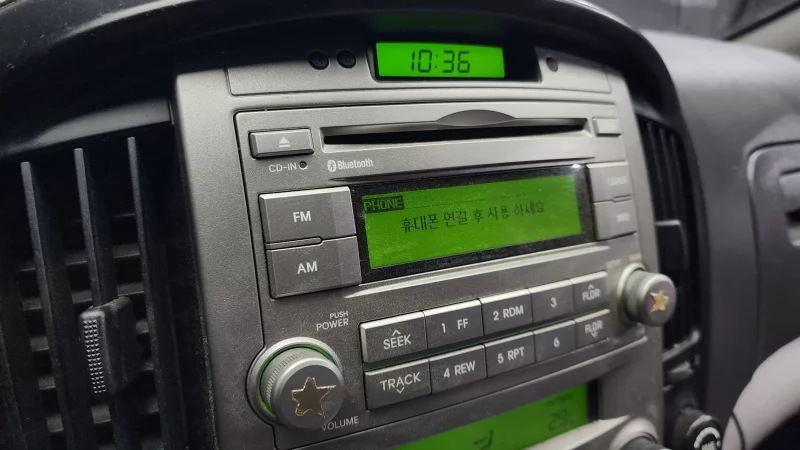 10:36
CD-IN
Bluetooth
PHONE
휴대폰 연결 후 사용 하세요
FM
AM
PUSH
POWER
VOLUME
SEEK
1 FF
2 RDM
3
FLDR
TRACK
4 REW
5 RPT
6
FLDR